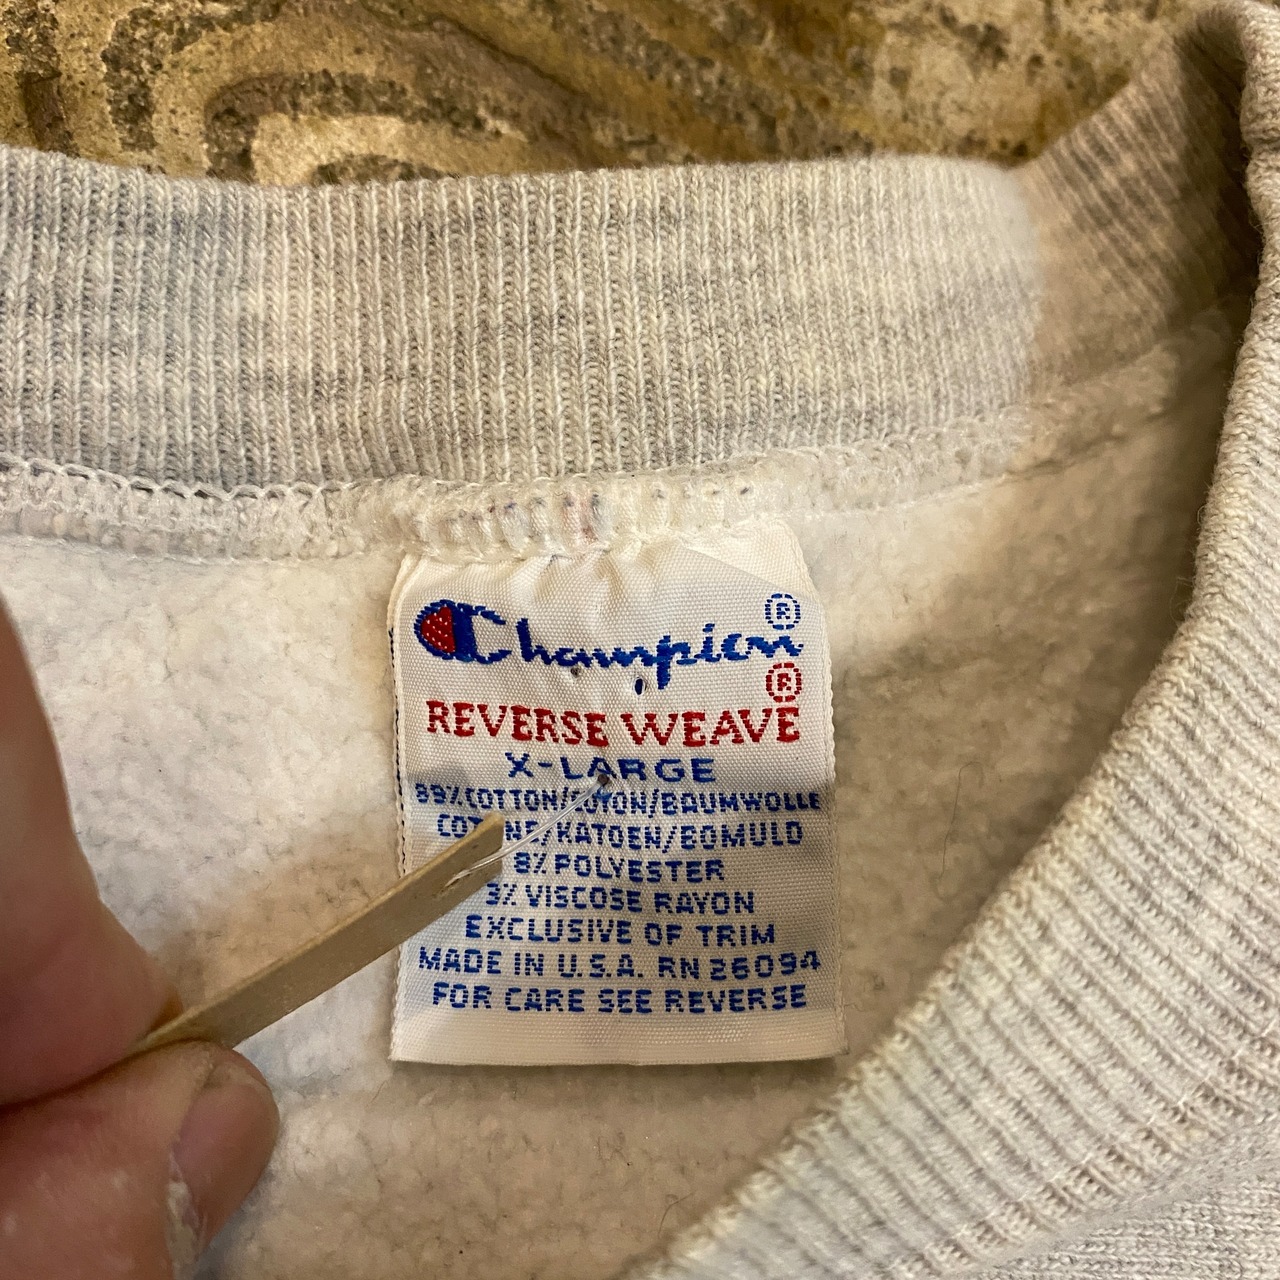 Champion®
REVERSE WEAVE®
X-LARGE
89% COTTON/COTON/BAUMWOLLE
COTONE/KATOEN/BOMULD
8% POLYESTER
3% VISCOSE RAYON
EXCLUSIVE OF TRIM
MADE IN U.S.A. RN 26094
FOR CARE SEE REVERSE